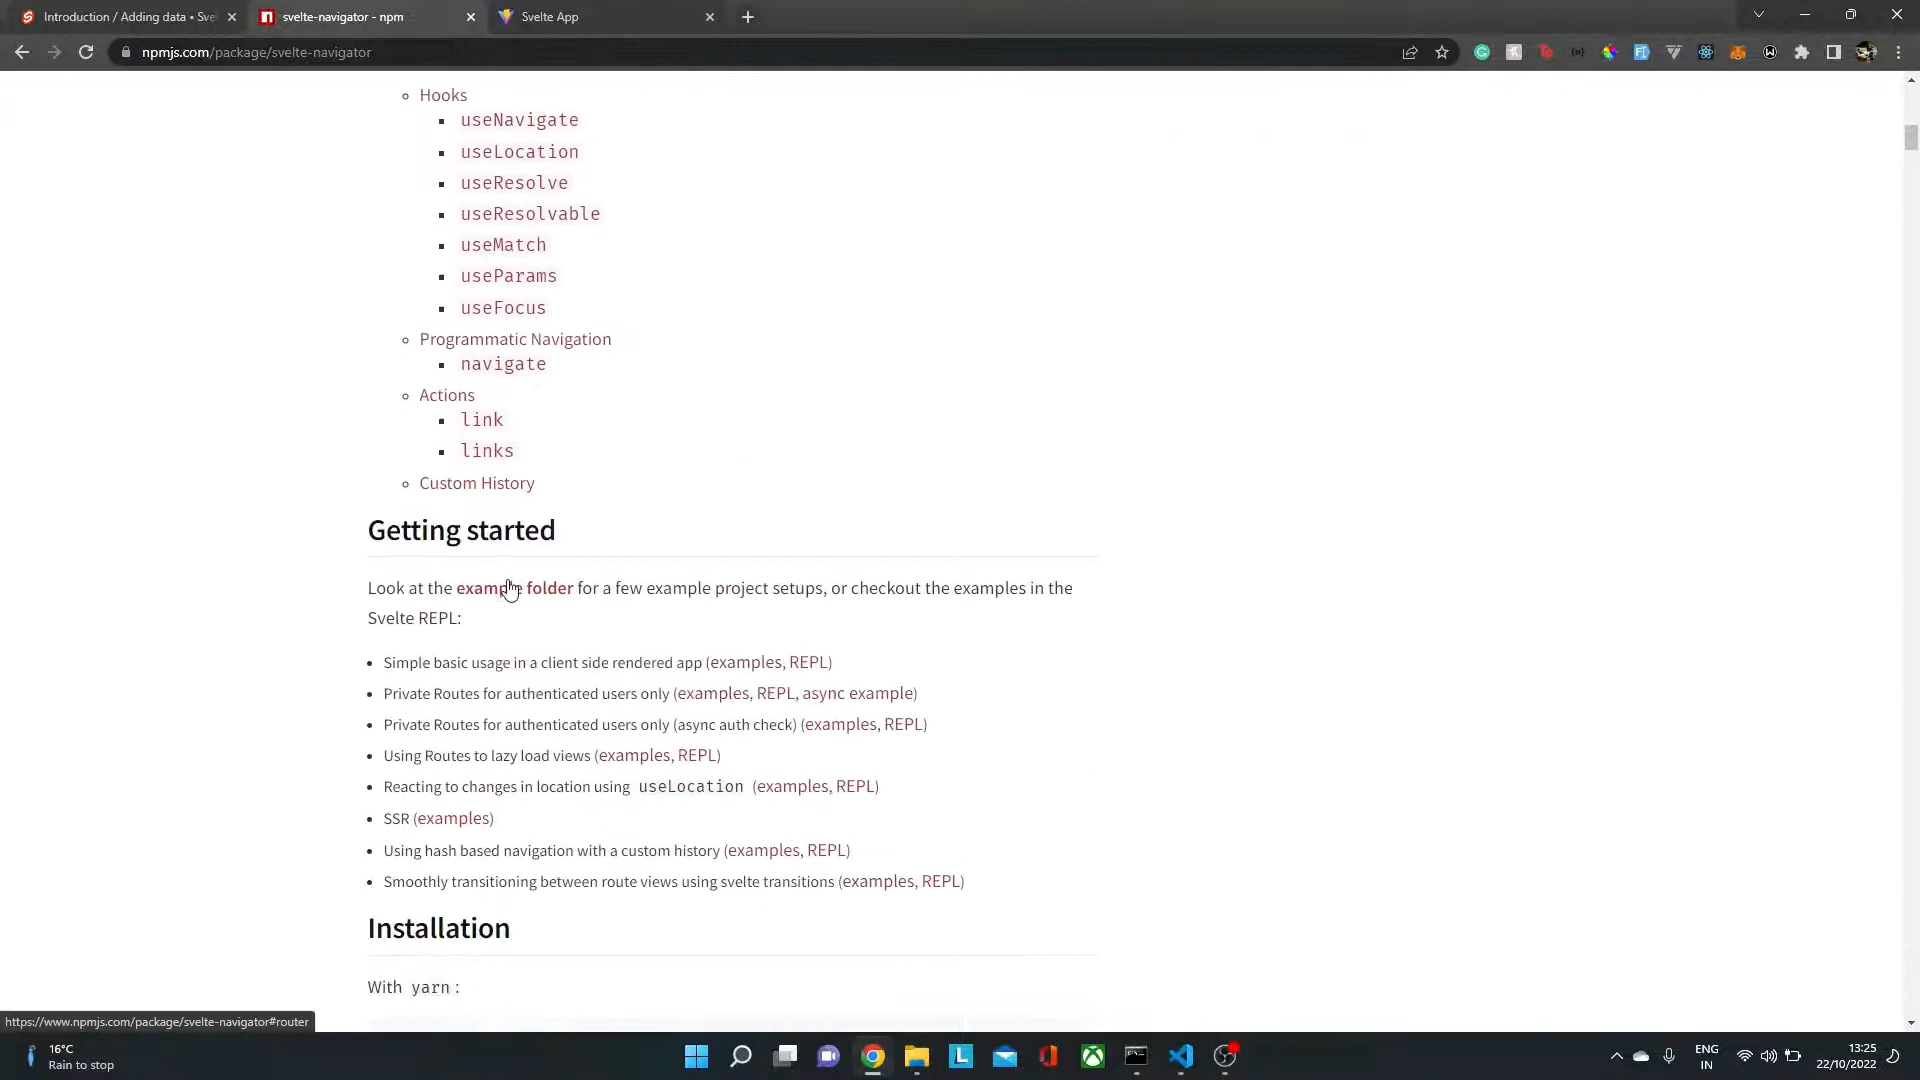 Introduction / Adding data • Sve
svelte-navigator - npm
Svelte App
npmjs.com/package/svelte-navigator
Hooks
useNavigate
useLocation
useResolve
useResolvable
useMatch
useParams
useFocus
Programmatic Navigation
navigate
Actions
link
links
Custom History
Getting started
Look at the example folder for a few example project setups, or checkout the examples in the
Svelte REPL:
Simple basic usage in a client side rendered app (examples, REPL)
Private Routes for authenticated users only (examples, REPL, async example)
Private Routes for authenticated users only (async auth check) (examples, REPL)
Using Routes to lazy load views (examples, REPL)
Reacting to changes in location using useLocation (examples, REPL)
SSR (examples)
Using hash based navigation with a custom history (examples, REPL)
Smoothly transitioning between route views using svelte transitions (examples, REPL)
Installation
With yarn :
https://www.npmjs.com/package/svelte-navigator#router
16°C
Rain to stop
ENG
IN
13:25
22/10/2022